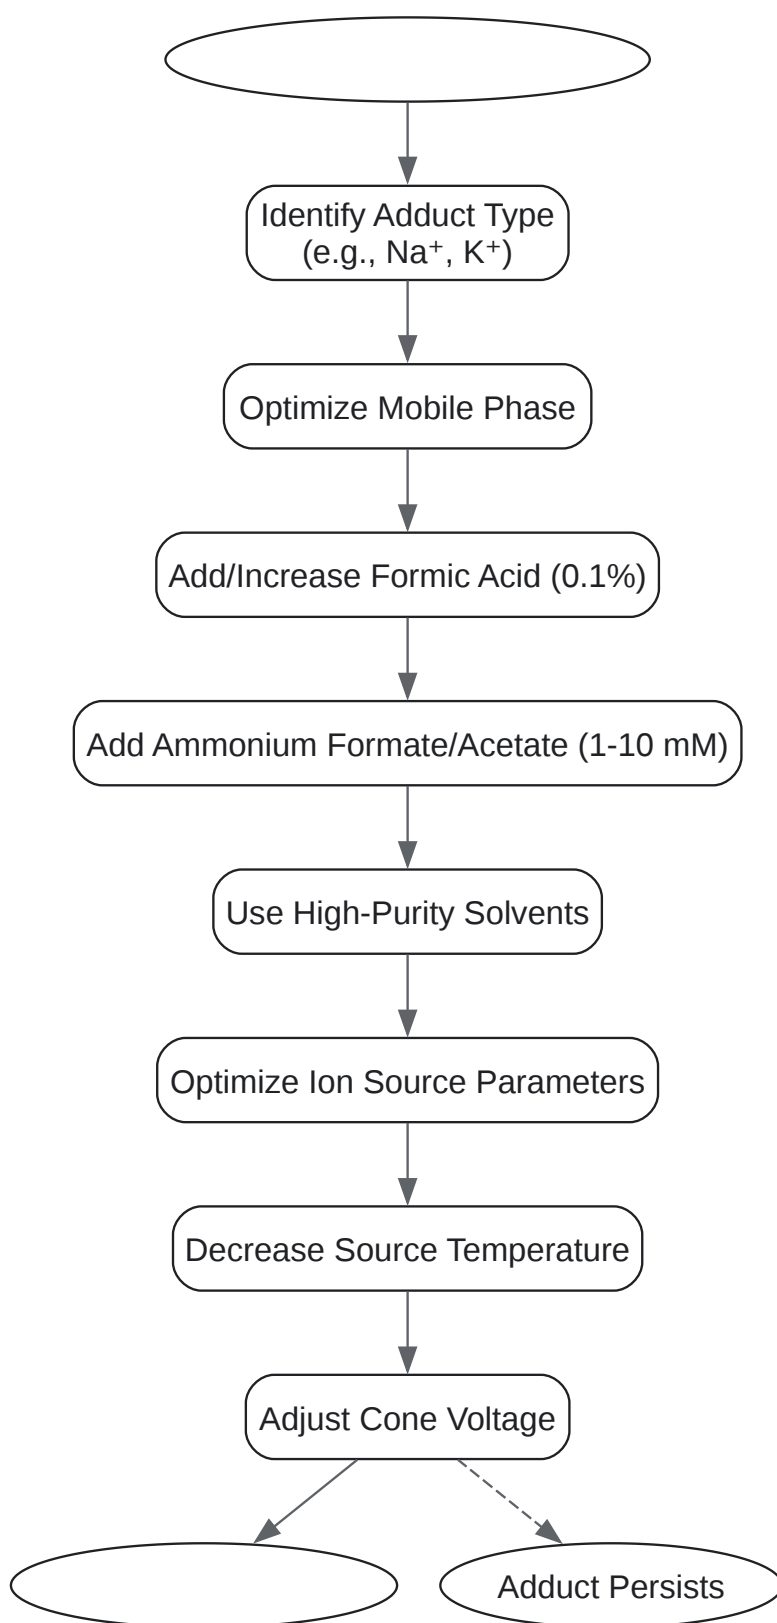 Identify Adduct Type
(e.g., Na⁺, K⁺)
Optimize Mobile Phase
Add/Increase Formic Acid (0.1%)
Add Ammonium Formate/Acetate (1-10 mM)
Use High-Purity Solvents
Optimize Ion Source Parameters
Decrease Source Temperature
Adjust Cone Voltage
Adduct Persists